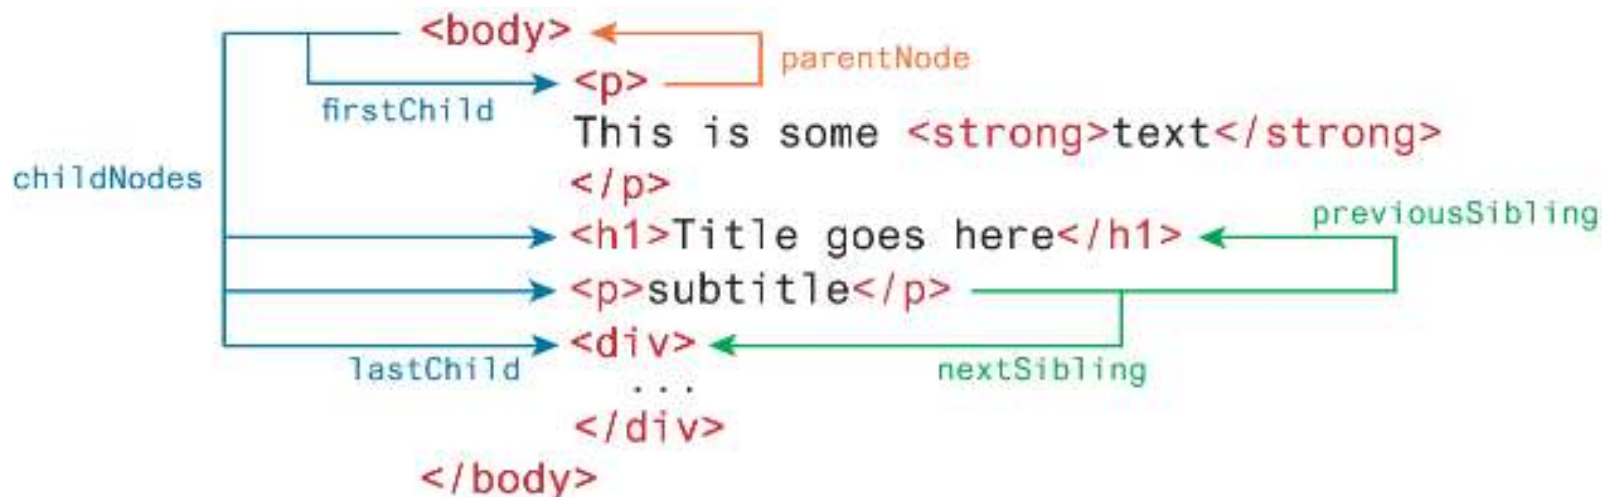 <body>
parentNode
<p>
firstChild
This is some <strong>text</strong>
childNodes
</p>
previousSibling
<h1>Title goes here</h1>
<p>subtitle</p>
<div>
lastChild
nextSibling
...
</div>
</body>